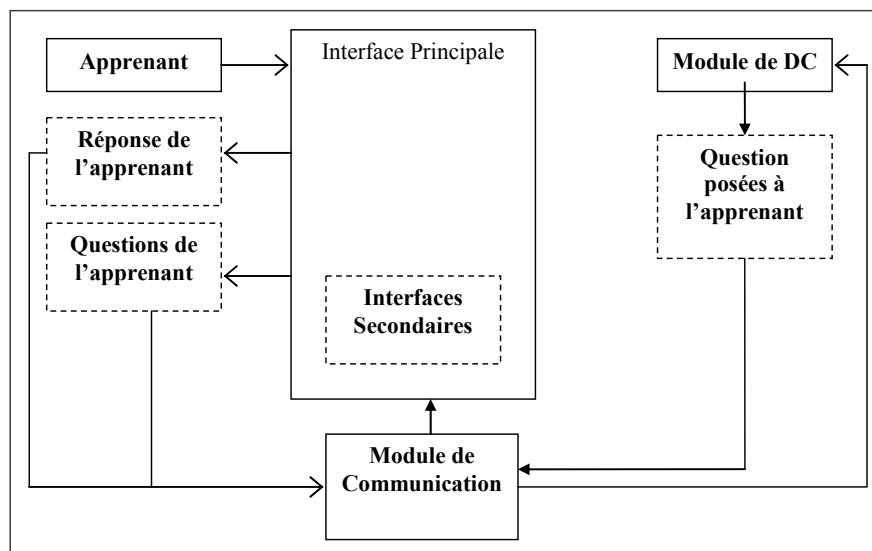 Apprenant
Interface Principale
Module de DC
Réponse de
l’apprenant
Question
posées à
l’apprenant
Questions de
l’apprenant
Interfaces
Secondaires
Module de
Communication